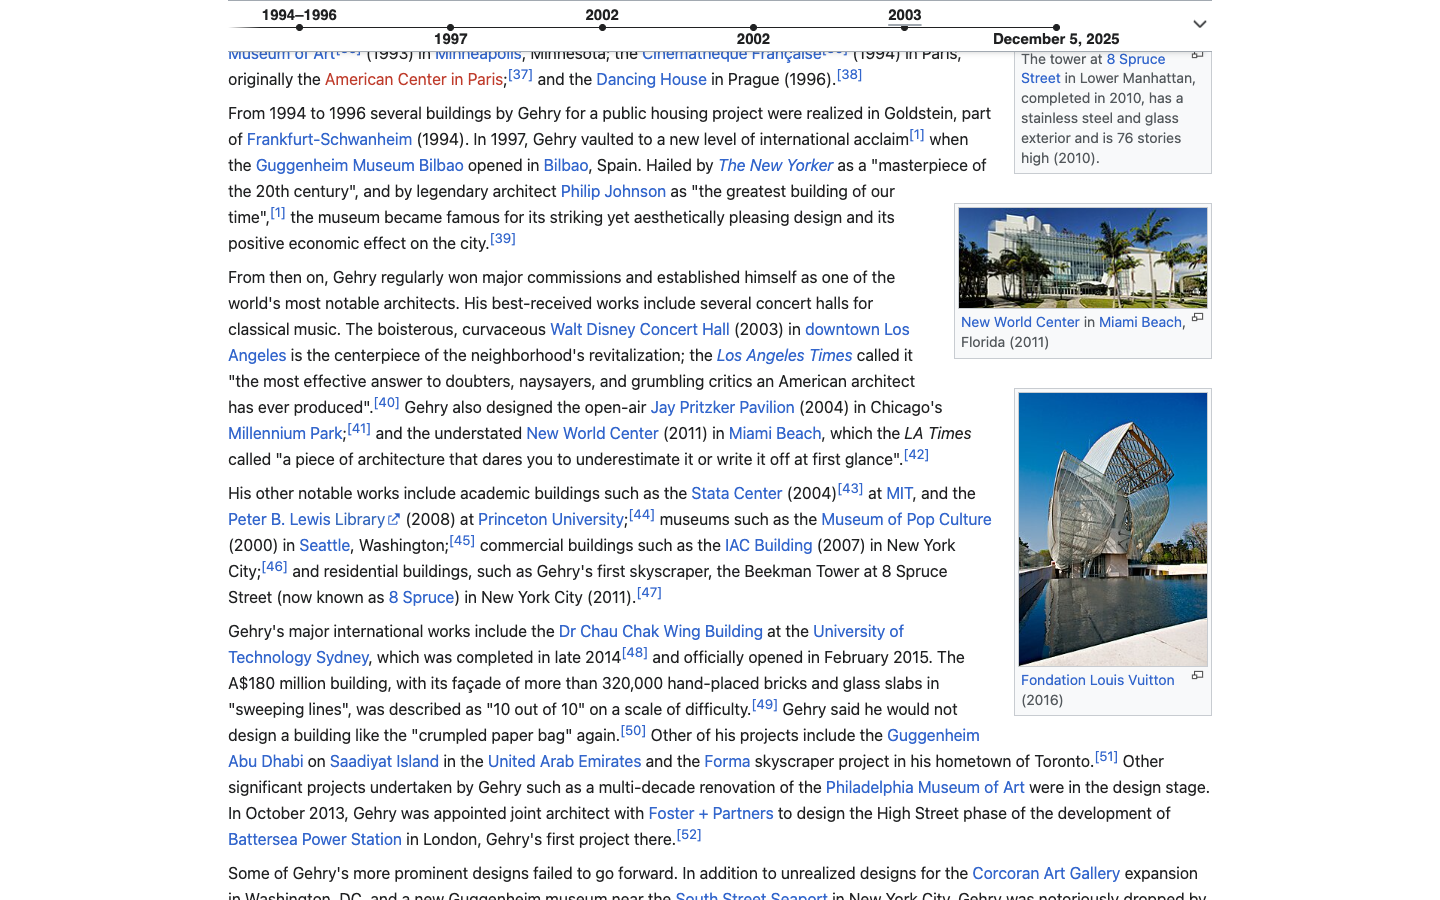 1994–1996
2002
2003
1997
2002
December 5, 2025
Museum of Art (1993) in Minneapolis, Minnesota; the Cinémathèque Française (1994) in Paris,
originally the American Center in Paris;[37] and the Dancing House in Prague (1996).[38]
From 1994 to 1996 several buildings by Gehry for a public housing project were realized in Goldstein, part
of Frankfurt-Schwanheim (1994). In 1997, Gehry vaulted to a new level of international acclaim[1] when
the Guggenheim Museum Bilbao opened in Bilbao, Spain. Hailed by The New Yorker as a "masterpiece of
the 20th century", and by legendary architect Philip Johnson as "the greatest building of our
time",[1] the museum became famous for its striking yet aesthetically pleasing design and its
positive economic effect on the city.[39]
From then on, Gehry regularly won major commissions and established himself as one of the
world's most notable architects. His best-received works include several concert halls for
classical music. The boisterous, curvaceous Walt Disney Concert Hall (2003) in downtown Los
Angeles is the centerpiece of the neighborhood's revitalization; the Los Angeles Times called it
"the most effective answer to doubters, naysayers, and grumbling critics an American architect
has ever produced".[40] Gehry also designed the open-air Jay Pritzker Pavilion (2004) in Chicago's
Millennium Park;[41] and the understated New World Center (2011) in Miami Beach, which the LA Times
called "a piece of architecture that dares you to underestimate it or write it off at first glance".[42]
His other notable works include academic buildings such as the Stata Center (2004)[43] at MIT, and the
Peter B. Lewis Library (2008) at Princeton University;[44] museums such as the Museum of Pop Culture
(2000) in Seattle, Washington;[45] commercial buildings such as the IAC Building (2007) in New York
City;[46] and residential buildings, such as Gehry's first skyscraper, the Beekman Tower at 8 Spruce
Street (now known as 8 Spruce) in New York City (2011).[47]
Gehry's major international works include the Dr Chau Chak Wing Building at the University of
Technology Sydney, which was completed in late 2014[48] and officially opened in February 2015. The
A$180 million building, with its façade of more than 320,000 hand-placed bricks and glass slabs in
"sweeping lines", was described as "10 out of 10" on a scale of difficulty.[49] Gehry said he would not
design a building like the "crumpled paper bag" again.[50] Other of his projects include the Guggenheim
Abu Dhabi on Saadiyat Island in the United Arab Emirates and the Forma skyscraper project in his hometown of Toronto.[51] Other
significant projects undertaken by Gehry such as a multi-decade renovation of the Philadelphia Museum of Art were in the design stage.
In October 2013, Gehry was appointed joint architect with Foster + Partners to design the High Street phase of the development of
Battersea Power Station in London, Gehry's first project there.[52]
Some of Gehry's more prominent designs failed to go forward. In addition to unrealized designs for the Corcoran Art Gallery expansion
in Washington, DC, and a new Guggenheim museum near the South Street Seaport in New York City, Gehry was notoriously dropped by
The tower at 8 Spruce
Street in Lower Manhattan,
completed in 2010, has a
stainless steel and glass
exterior and is 76 stories
high (2010).
New World Center in Miami Beach,
Florida (2011)
Fondation Louis Vuitton
(2016)